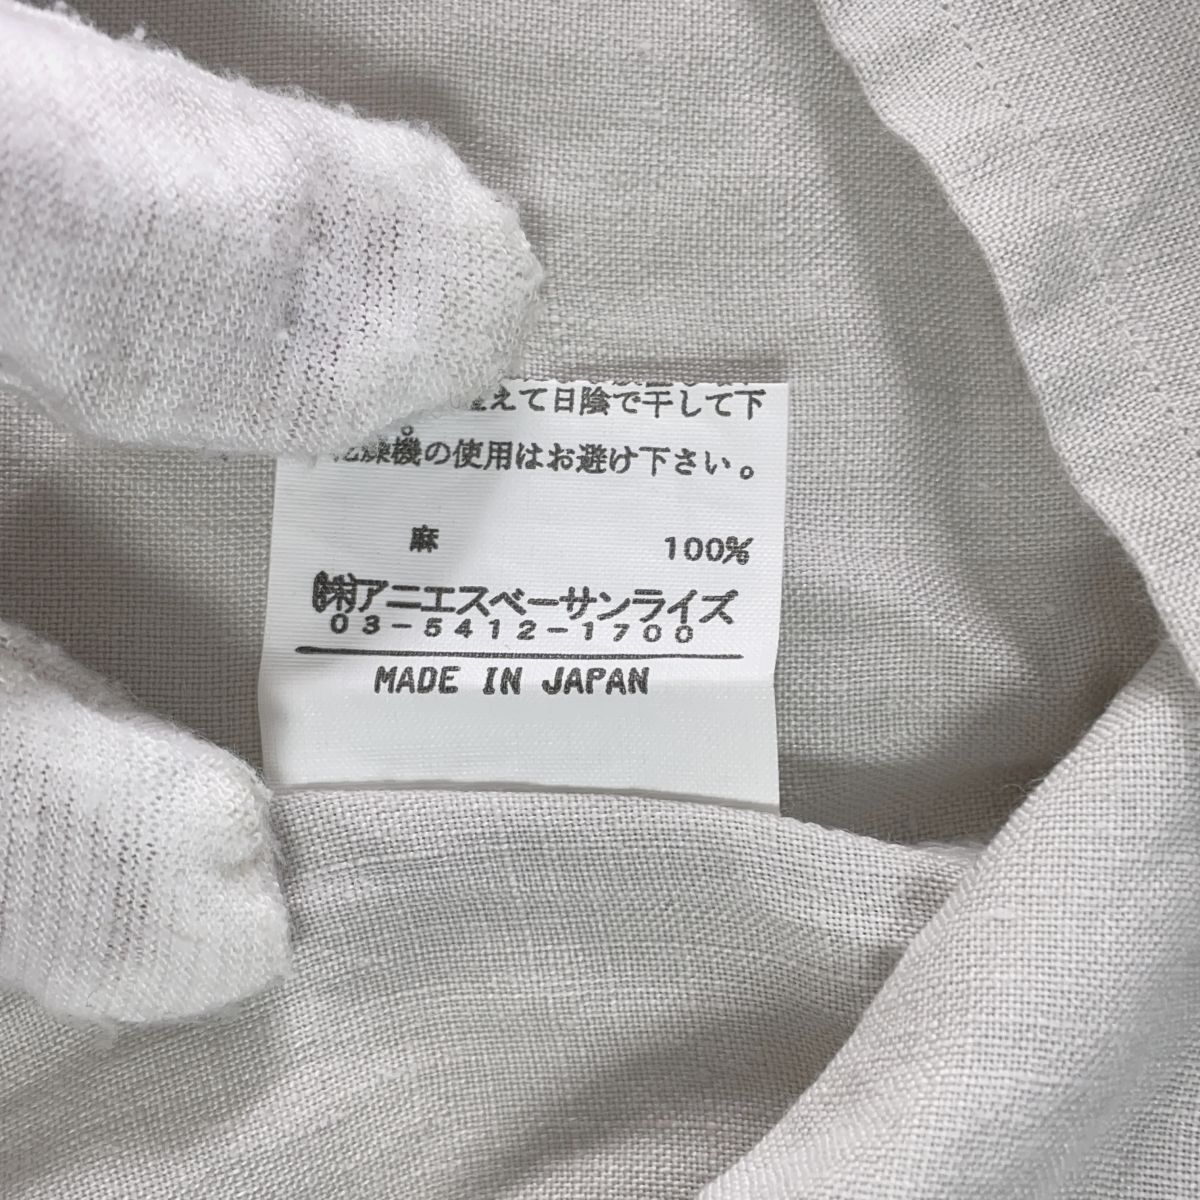 えて日陰で干して下
。
燥機の使用はお避け下さい。
麻 100%
㈱アニエスベーサンライズ
03-5412-1700
MADE IN JAPAN